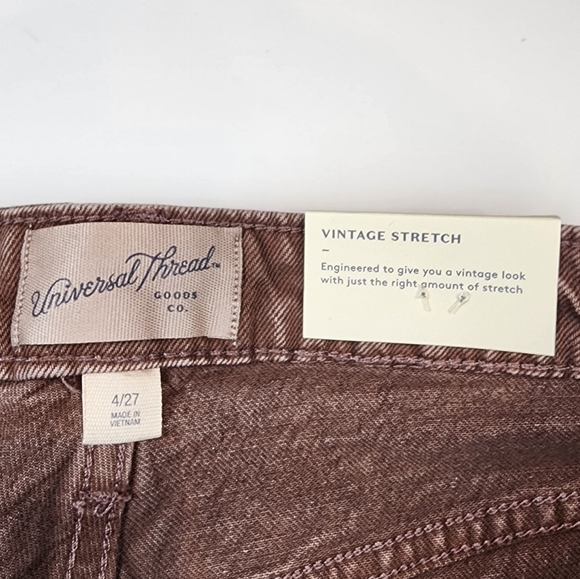 Universal Thread™
GOODS
CO.
4/27
MADE IN
VIETNAM
VINTAGE STRETCH
–
Engineered to give you a vintage look
with just the right amount of stretch